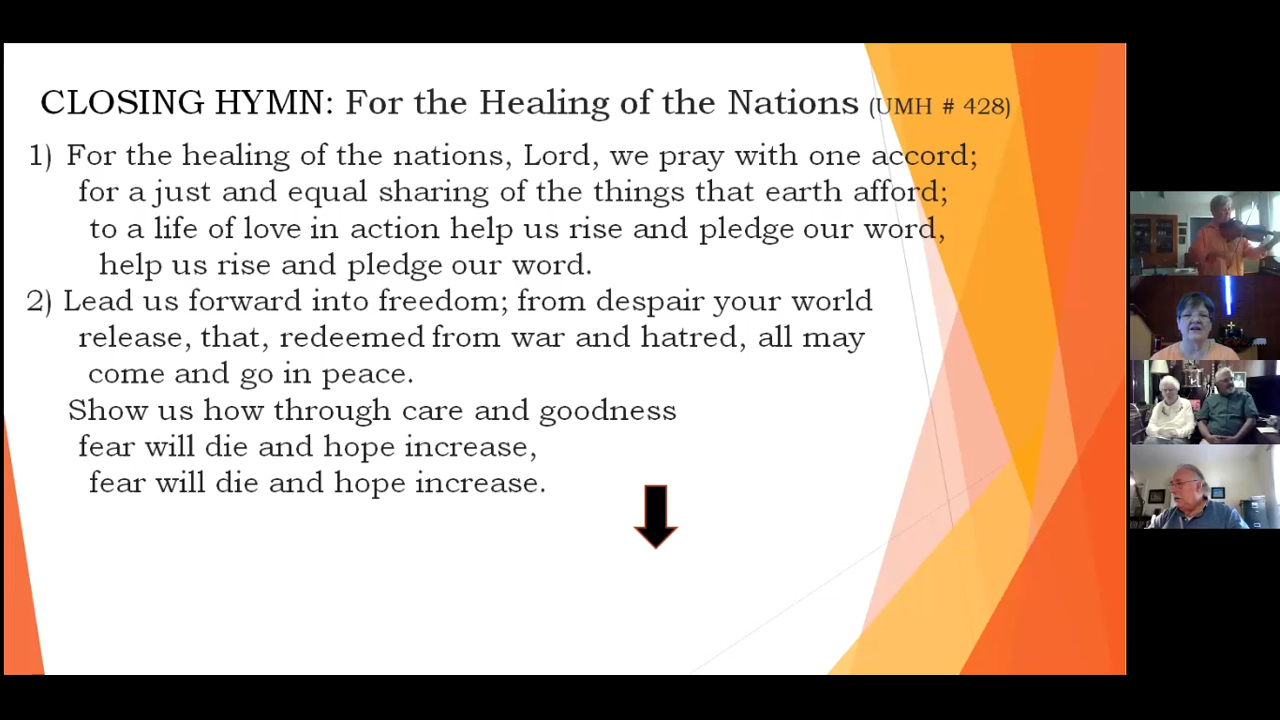 CLOSING HYMN: For the Healing of the Nations (UMH # 428)
1) For the healing of the nations, Lord, we pray with one accord;
for a just and equal sharing of the things that earth afford;
to a life of love in action help us rise and pledge our word,
help us rise and pledge our word.
2) Lead us forward into freedom; from despair your world
release, that, redeemed from war and hatred, all may
come and go in peace.
Show us how through care and goodness
fear will die and hope increase,
fear will die and hope increase.